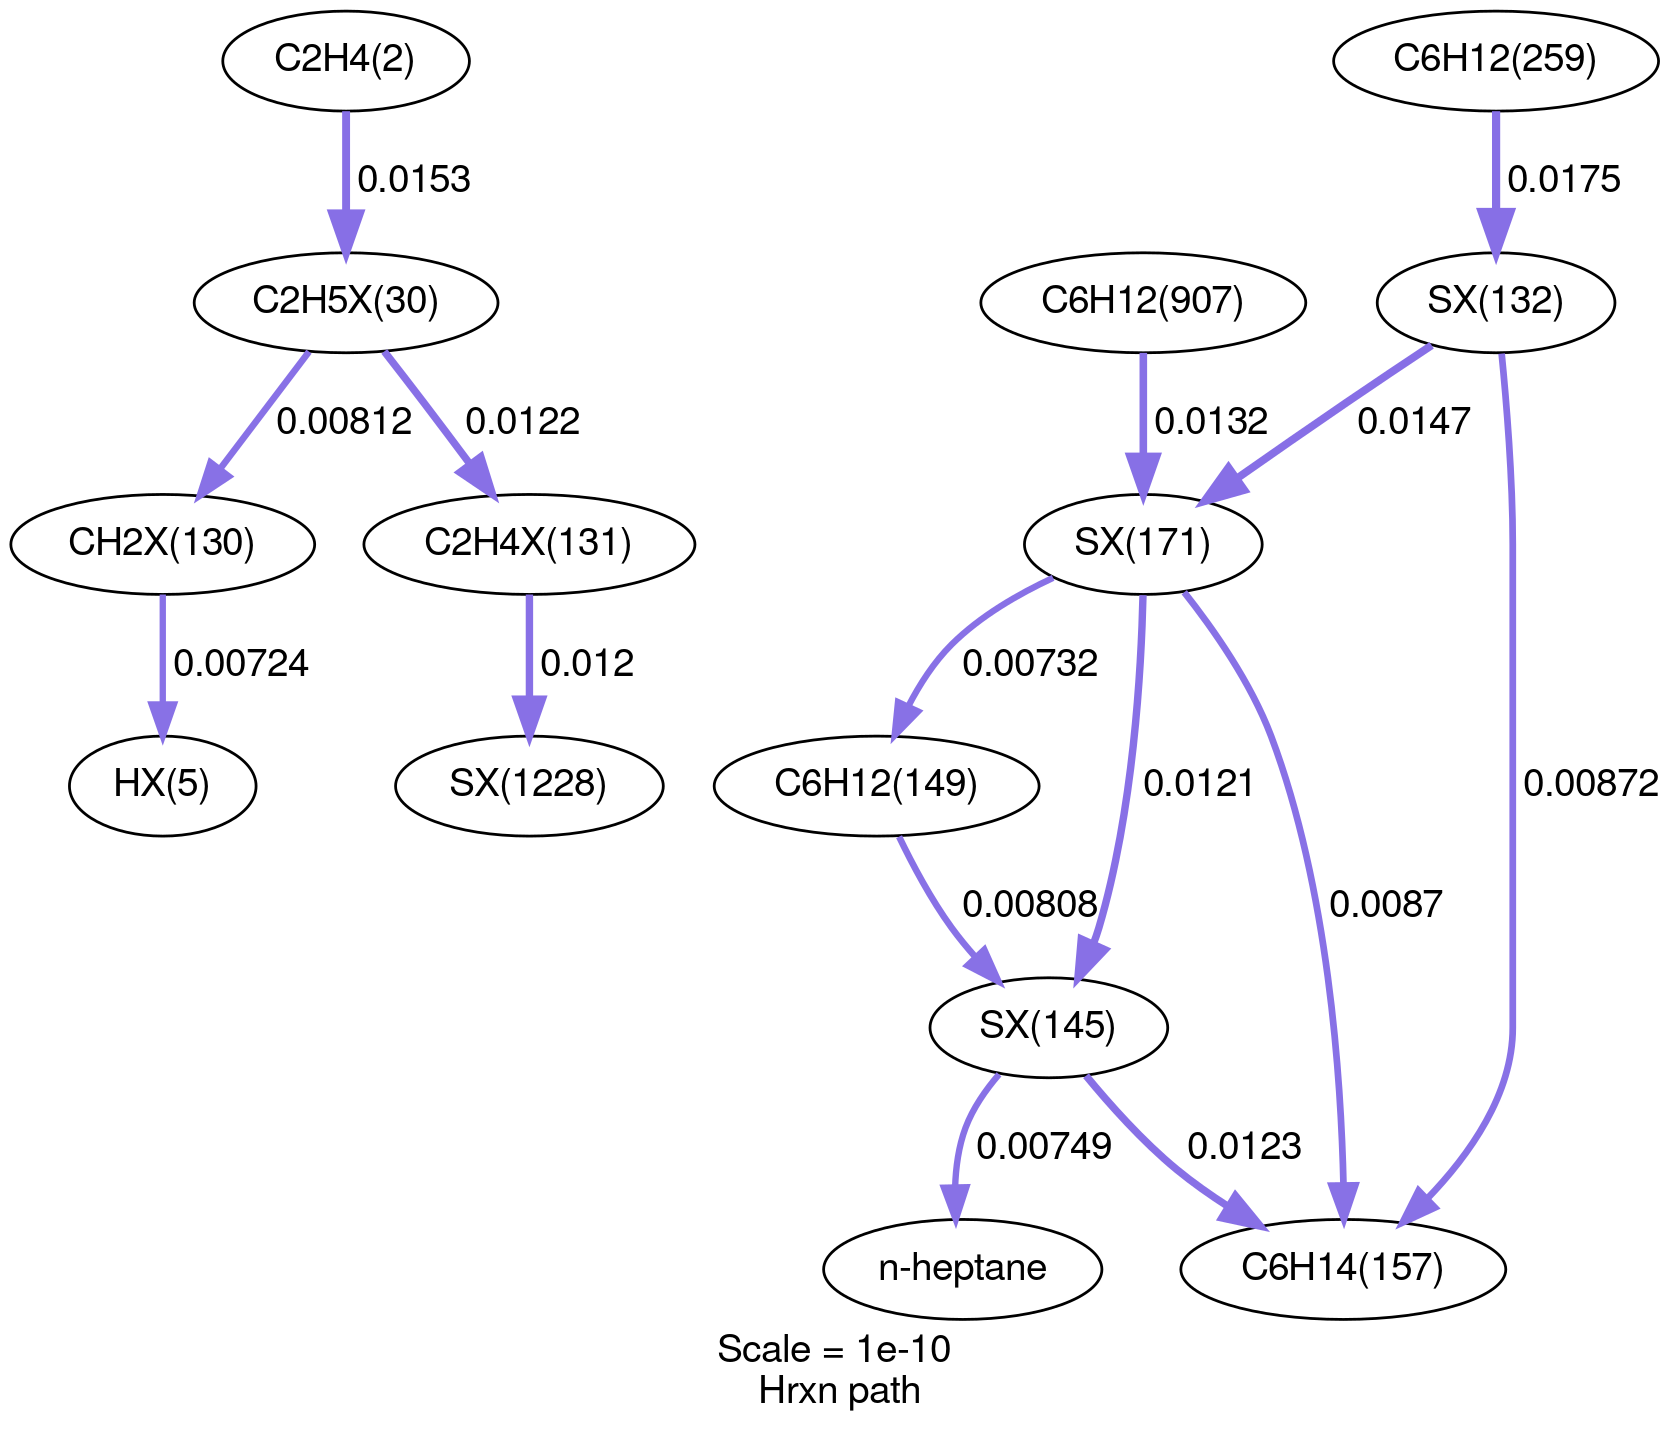 C2H4(2)
C6H12(259)
0.0153
0.0175
C2H5X(30)
C6H12(907)
SX(132)
0.00812
0.0122
0.0132
0.0147
CH2X(130)
C2H4X(131)
SX(171)
0.00724
0.012
0.00732
HX(5)
SX(1228)
C6H12(149)
0.0121
0.00872
0.00808
0.0087
SX(145)
0.00749
0.0123
n-heptane
C6H14(157)
Scale = 1e-10
Hrxn path